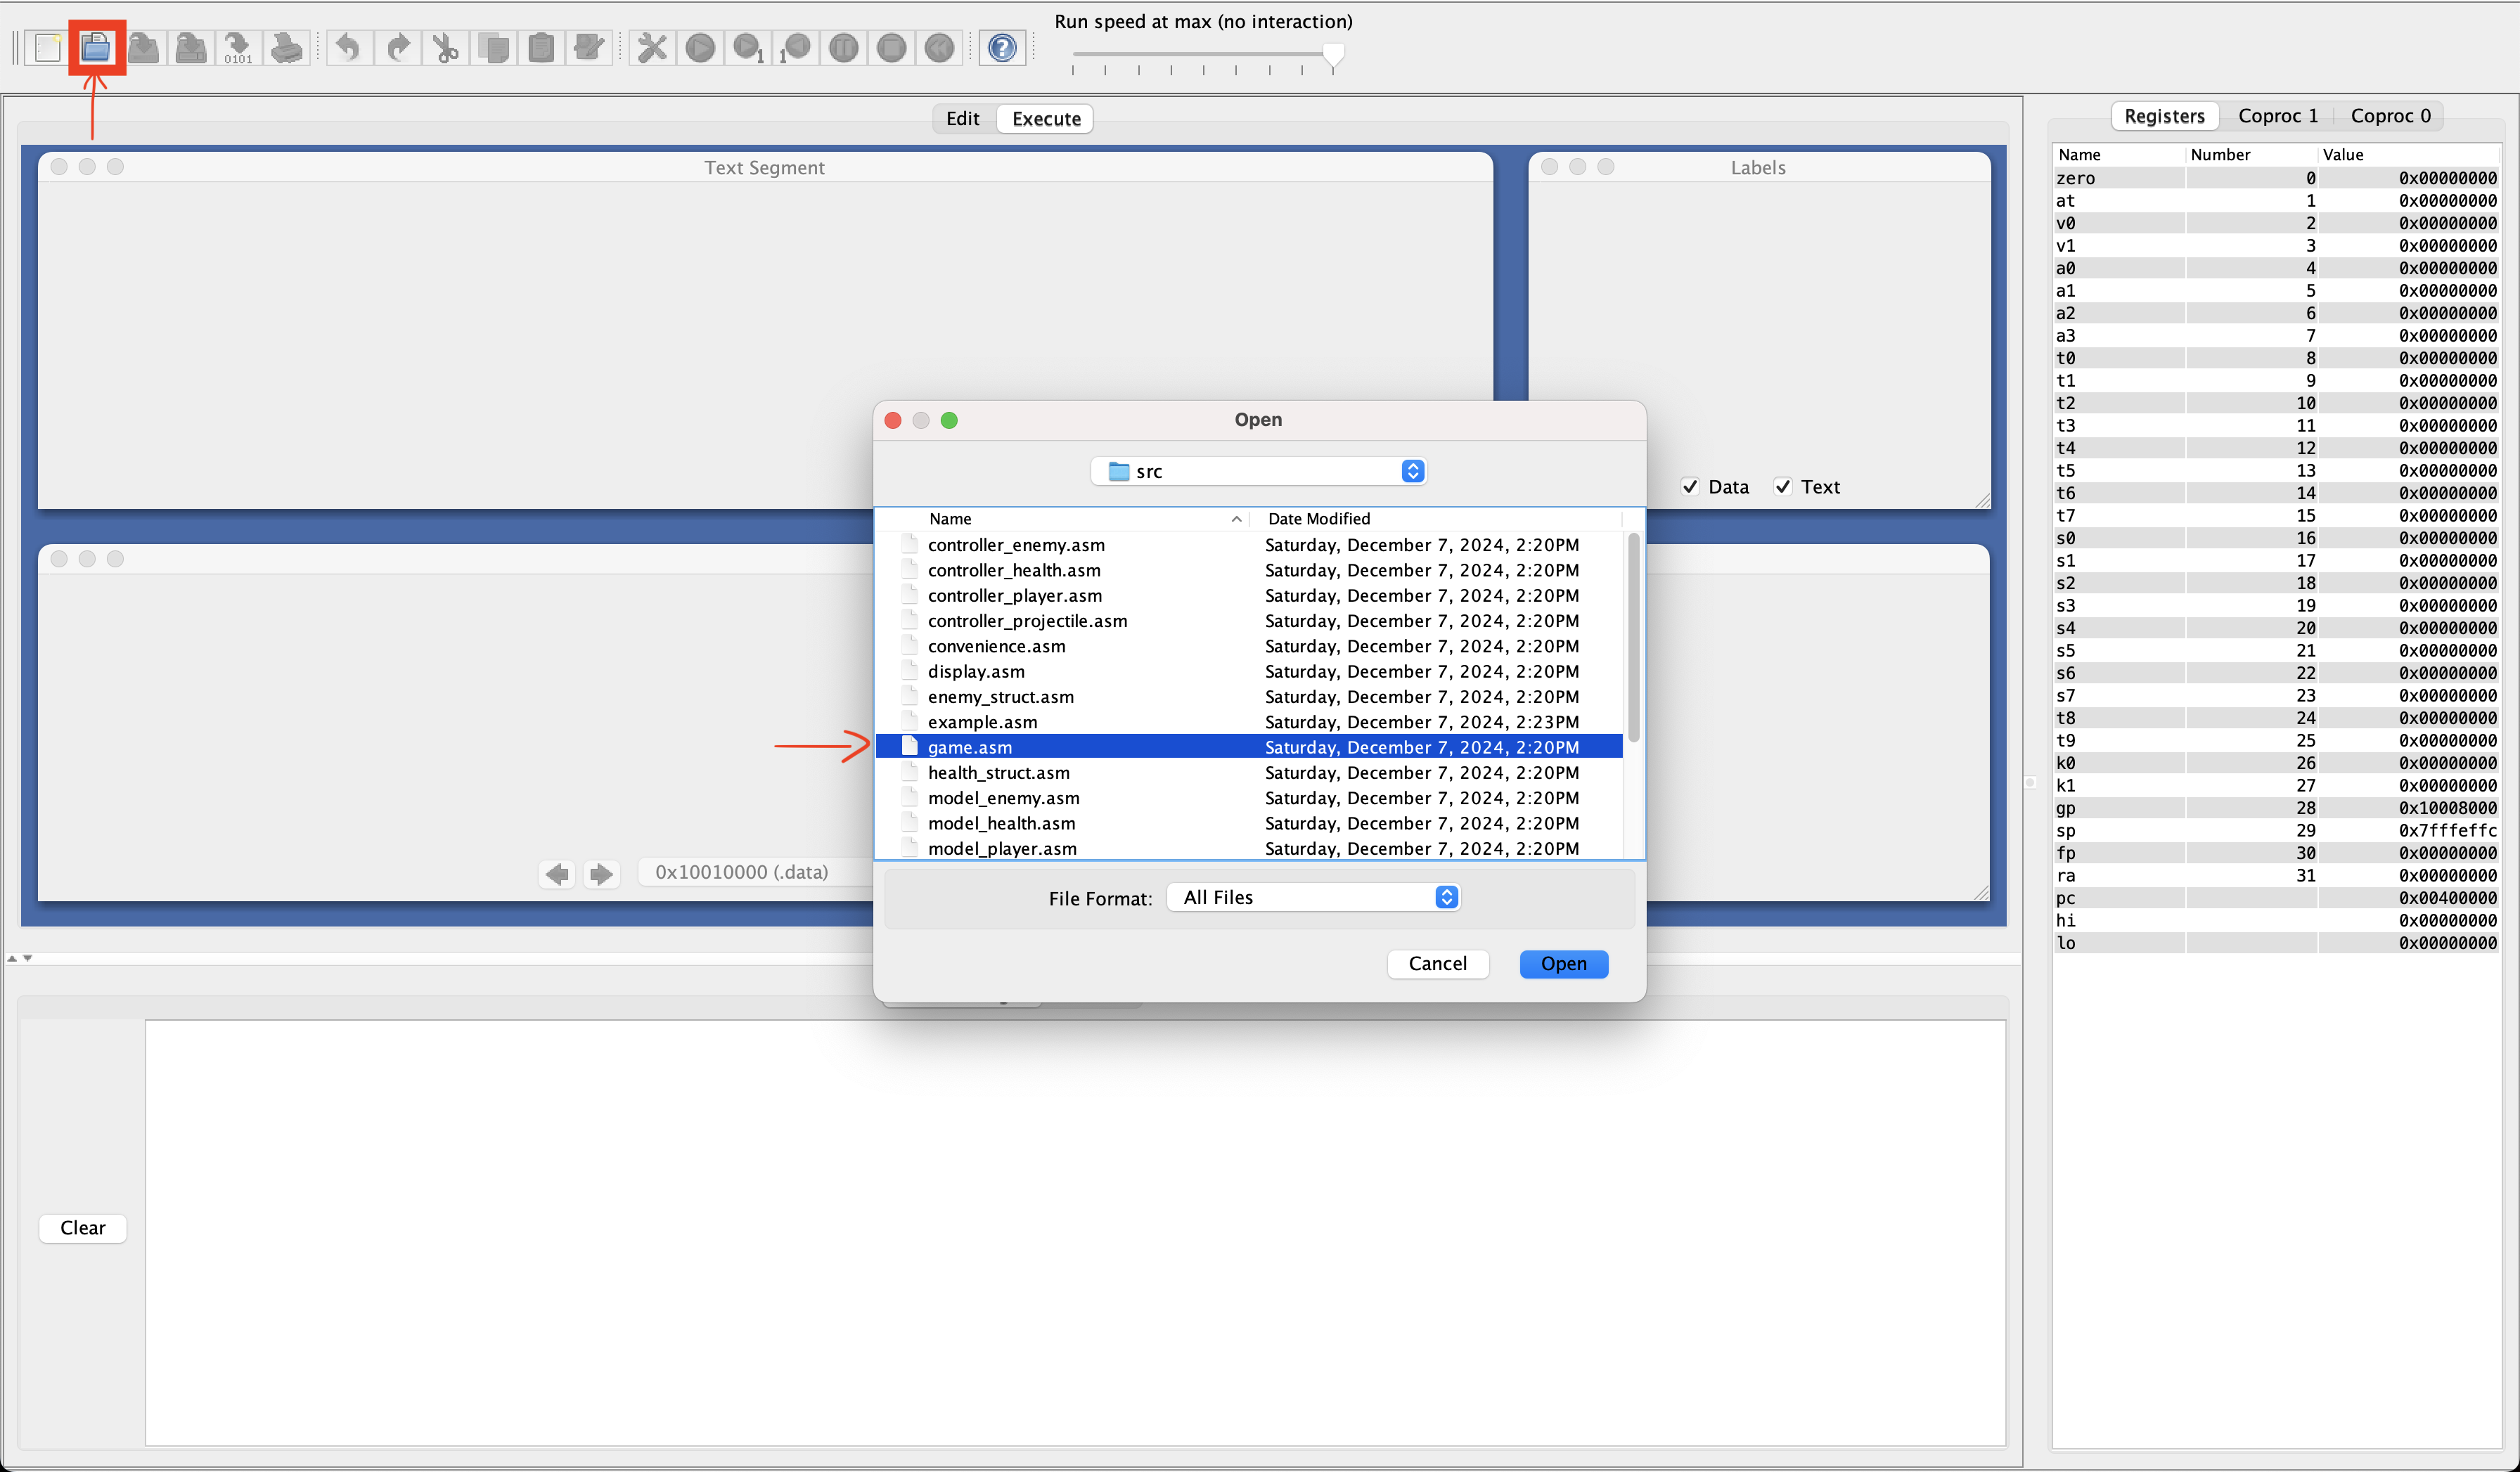 Run speed at max (no interaction)
0101
1
1
?
Edit Execute
Registers Coproc 1 Coproc 0
Text Segment
Labels
Data Text
0x10010000 (.data)
Open
src
Name Date Modified
controller_enemy.asm Saturday, December 7, 2024, 2:20PM
controller_health.asm Saturday, December 7, 2024, 2:20PM
controller_player.asm Saturday, December 7, 2024, 2:20PM
controller_projectile.asm Saturday, December 7, 2024, 2:20PM
convenience.asm Saturday, December 7, 2024, 2:20PM
display.asm Saturday, December 7, 2024, 2:20PM
enemy_struct.asm Saturday, December 7, 2024, 2:20PM
example.asm Saturday, December 7, 2024, 2:23PM
game.asm Saturday, December 7, 2024, 2:20PM
health_struct.asm Saturday, December 7, 2024, 2:20PM
model_enemy.asm Saturday, December 7, 2024, 2:20PM
model_health.asm Saturday, December 7, 2024, 2:20PM
model_player.asm Saturday, December 7, 2024, 2:20PM
File Format: All Files
Cancel Open
Clear
Name Number Value
zero 0 0x00000000
at 1 0x00000000
v0 2 0x00000000
v1 3 0x00000000
a0 4 0x00000000
a1 5 0x00000000
a2 6 0x00000000
a3 7 0x00000000
t0 8 0x00000000
t1 9 0x00000000
t2 10 0x00000000
t3 11 0x00000000
t4 12 0x00000000
t5 13 0x00000000
t6 14 0x00000000
t7 15 0x00000000
s0 16 0x00000000
s1 17 0x00000000
s2 18 0x00000000
s3 19 0x00000000
s4 20 0x00000000
s5 21 0x00000000
s6 22 0x00000000
s7 23 0x00000000
t8 24 0x00000000
t9 25 0x00000000
k0 26 0x00000000
k1 27 0x00000000
gp 28 0x10008000
sp 29 0x7fffeffc
fp 30 0x00000000
ra 31 0x00000000
pc 0x00400000
hi 0x00000000
lo 0x00000000